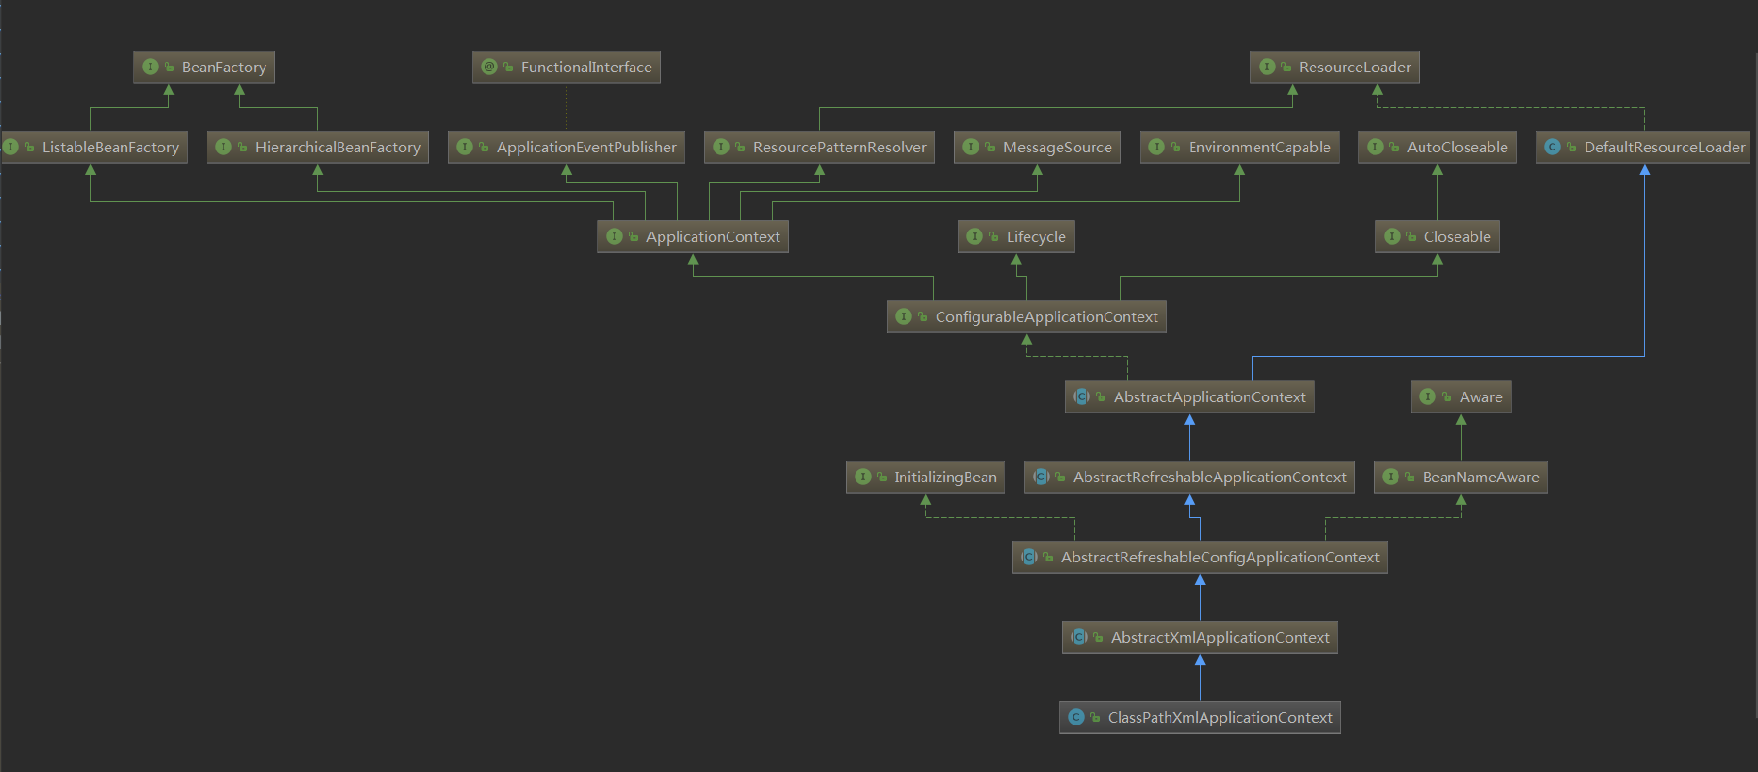 BeanFactory
FunctionalInterface
ResourceLoader
ListableBeanFactory
HierarchicalBeanFactory
ApplicationEventPublisher
ResourcePatternResolver
MessageSource
EnvironmentCapable
AutoCloseable
DefaultResourceLoader
ApplicationContext
Lifecycle
Closeable
ConfigurableApplicationContext
AbstractApplicationContext
Aware
InitializingBean
AbstractRefreshableApplicationContext
BeanNameAware
AbstractRefreshableConfigApplicationContext
AbstractXmlApplicationContext
ClassPathXmlApplicationContext